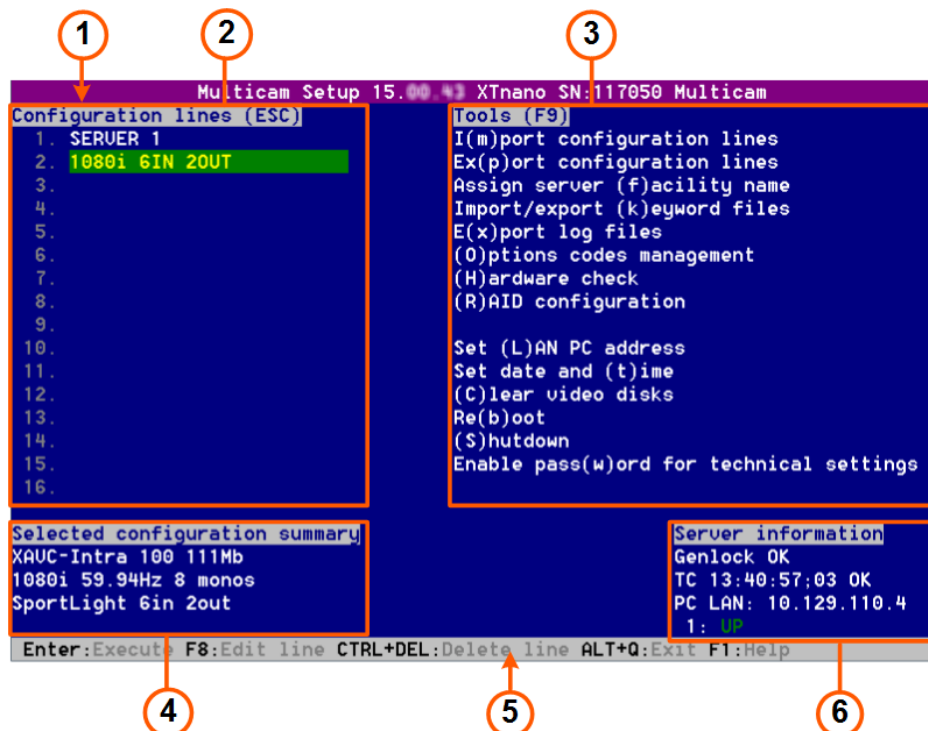 1 2 3
Multicam Setup 15. XTnano SN:117050 Multicam
Configuration lines (ESC)
1. SERVER 1
2. 1080i 6IN 2OUT
3.
4.
5.
6.
7.
8.
9.
10.
11.
12.
13.
14.
15.
16.
Tools (F9)
I(m)port configuration lines
Ex(p)ort configuration lines
Assign server (f)acility name
Import/export (k)eyword files
E(x)port log files
(O)ptions codes management
(H)ardware check
(R)AID configuration
Set (L)AN PC address
Set date and (t)ime
(C)lear video disks
Re(b)oot
(S)hutdown
Enable pass(w)ord for technical settings
Selected configuration summary
XAVC-Intra 100 111Mb
1080i 59.94Hz 8 monos
SportLight 6in 2out
Server information
Genlock OK
TC 13:40:57;03 OK
PC LAN: 10.129.110.4
1: UP
Enter:Execute F8:Edit line CTRL+DEL:Delete line ALT+Q:Exit F1:Help
4 5 6